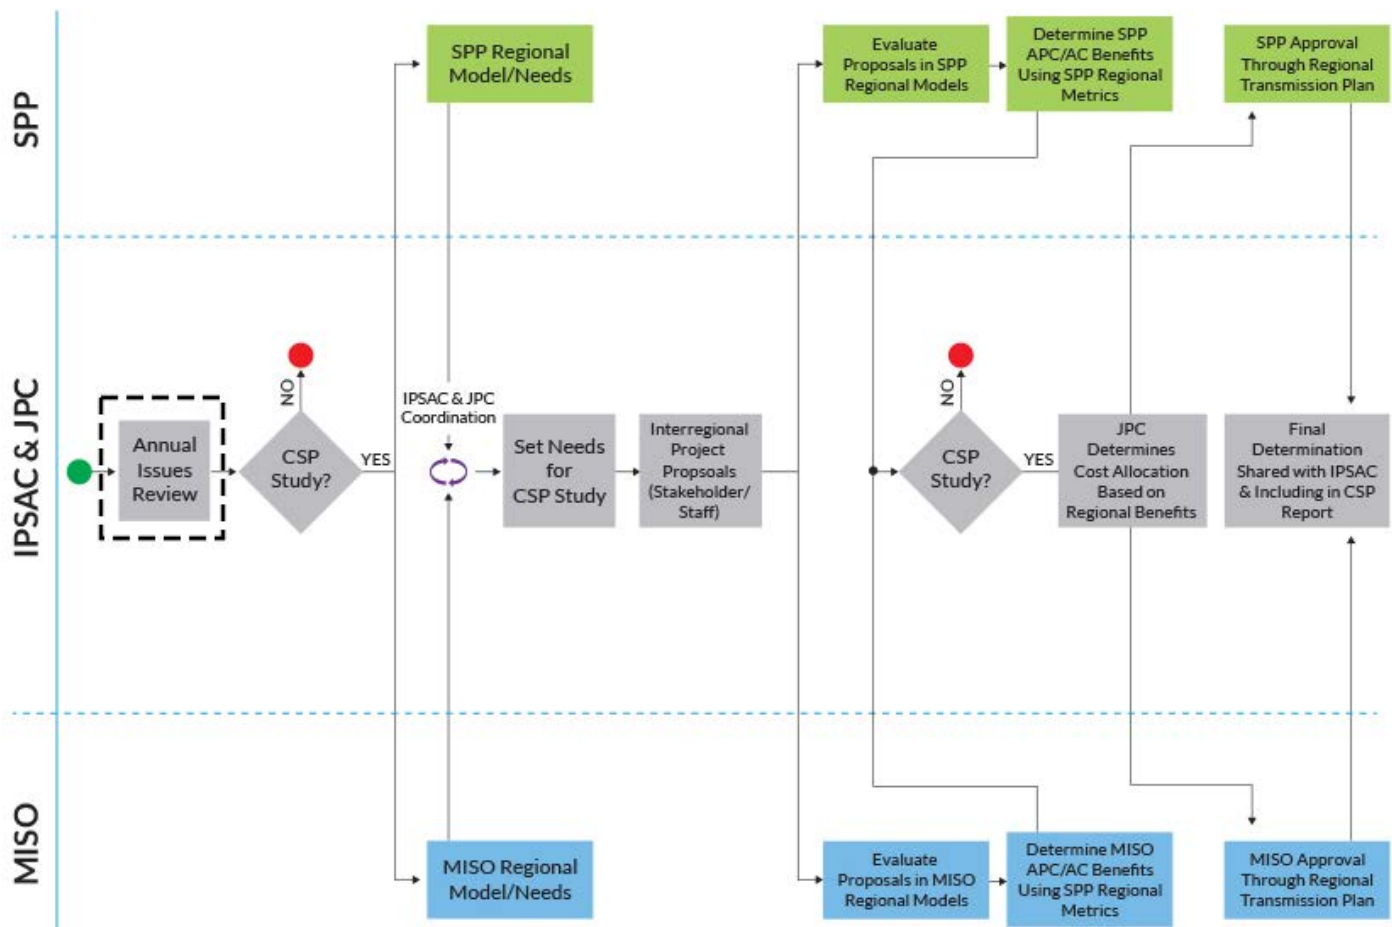 SPP
SPP Regional
Model/Needs
Evaluate
Proposals in SPP
Regional Models
Determine SPP
APC/AC Benefits
Using SPP Regional
Metrics
SPP Approval
Through Regional
Transmission Plan
IPSAC & JPC
Annual
Issues
Review
NO
CSP
Study?
YES
IPSAC & JPC
Coordination
Set Needs
for
CSP Study
Interregional
Project
Propsoals
(Stakeholder/
Staff)
NO
CSP
Study?
YES
JPC
Determines
Cost Allocation
Based on
Regional Benefits
Final
Determination
Shared with IPSAC
& Including in CSP
Report
MISO
MISO Regional
Model/Needs
Evaluate
Proposals in MISO
Regional Models
Determine MISO
APC/AC Benefits
Using SPP Regional
Metrics
MISO Approval
Through Regional
Transmission Plan